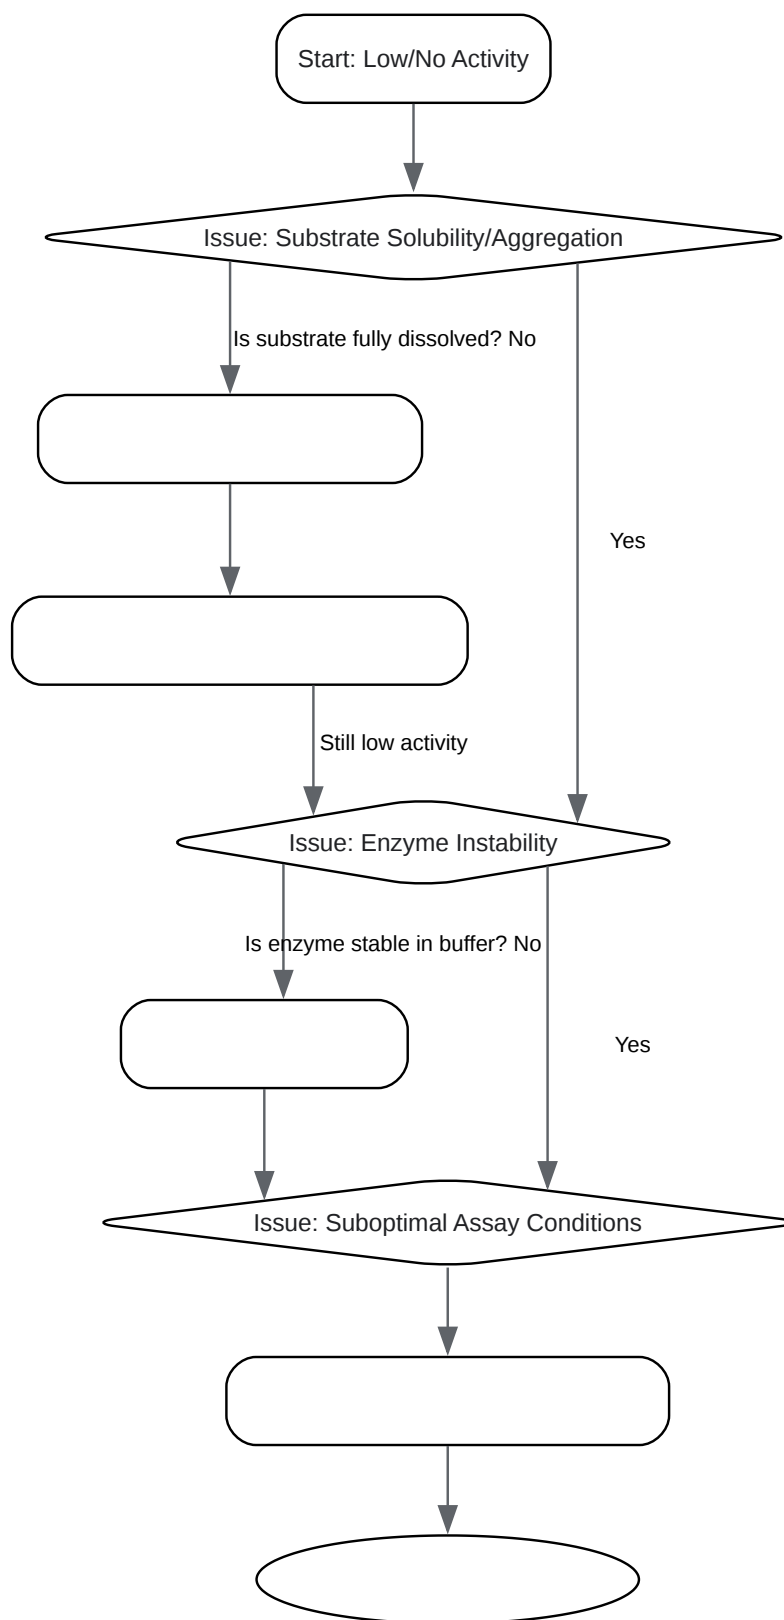 Start: Low/No Activity
Issue: Substrate Solubility/Aggregation
Is substrate fully dissolved? No
Yes
Still low activity
Issue: Enzyme Instability
Is enzyme stable in buffer? No
Yes
Issue: Suboptimal Assay Conditions